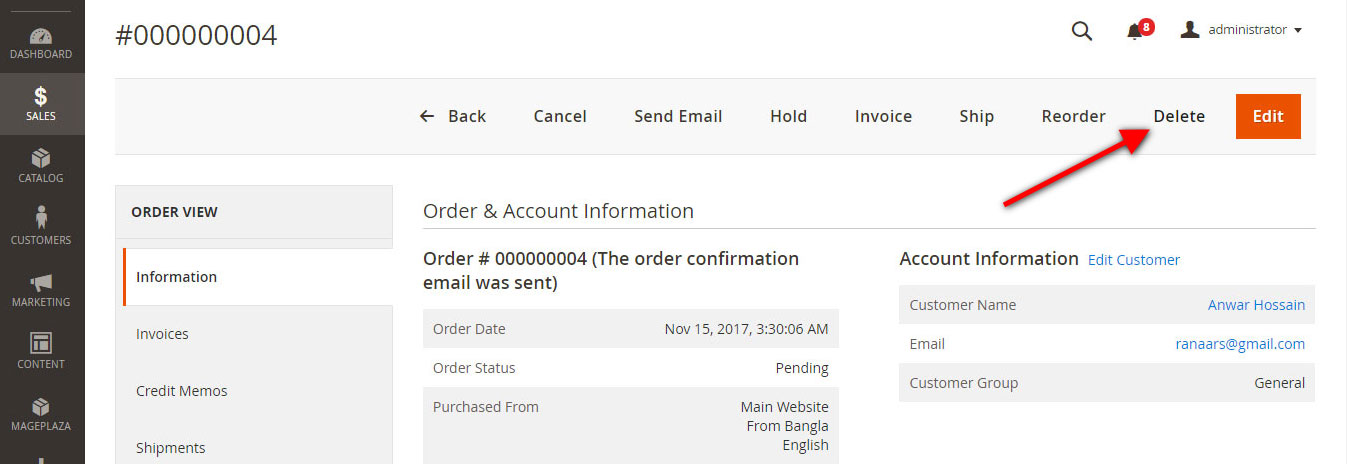 #000000004
8
administrator
DASHBOARD
$
SALES
CATALOG
CUSTOMERS
MARKETING
CONTENT
MAGEPLAZA
← Back Cancel Send Email Hold Invoice Ship Reorder Delete Edit
ORDER VIEW
Information
Invoices
Credit Memos
Shipments
Order & Account Information
Order # 000000004 (The order confirmation
email was sent)
Order Date Nov 15, 2017, 3:30:06 AM
Order Status Pending
Purchased From Main Website
From Bangla
English
Account Information Edit Customer
Customer Name Anwar Hossain
Email ranaars@gmail.com
Customer Group General